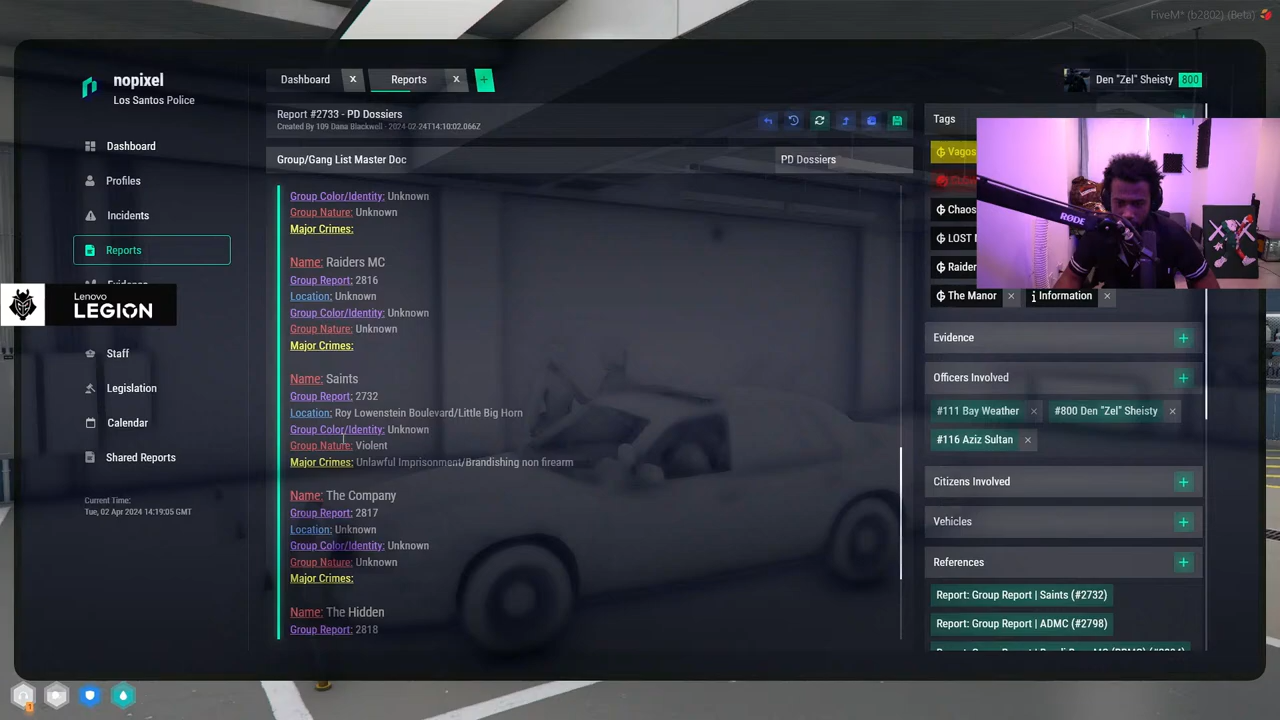 FiveM* (b2802) (Beta)
nopixel
Los Santos Police
Dashboard
Reports
Den "Zel" Sheisty 800
Report #2733 - PD Dossiers
Created By 109 Dana Blackwell - 2024-02-24T14:10:02.066Z
Group/Gang List Master Doc
PD Dossiers
Dashboard
Profiles
Incidents
Reports
Lenovo
LEGION
Staff
Legislation
Calendar
Shared Reports
Current Time:
Tue, 02 Apr 2024 14:19:05 GMT
Group Color/Identity: Unknown
Group Nature: Unknown
Major Crimes:
Name: Raiders MC
Group Report: 2816
Location: Unknown
Group Color/Identity: Unknown
Group Nature: Unknown
Major Crimes:
Name: Saints
Group Report: 2732
Location: Roy Lowenstein Boulevard/Little Big Horn
Group Color/Identity: Unknown
Group Nature: Violent
Major Crimes: Unlawful Imprisonment/Brandishing non firearm
Name: The Company
Group Report: 2817
Location: Unknown
Group Color/Identity: Unknown
Group Nature: Unknown
Major Crimes:
Name: The Hidden
Group Report: 2818
Tags
Vagos
Chaos
LOST
Raider
The Manor
Information
RØDE
Evidence
Officers Involved
#111 Bay Weather
#800 Den "Zel" Sheisty
#116 Aziz Sultan
Citizens Involved
Vehicles
References
Report: Group Report | Saints (#2732)
Report: Group Report | ADMC (#2798)
1